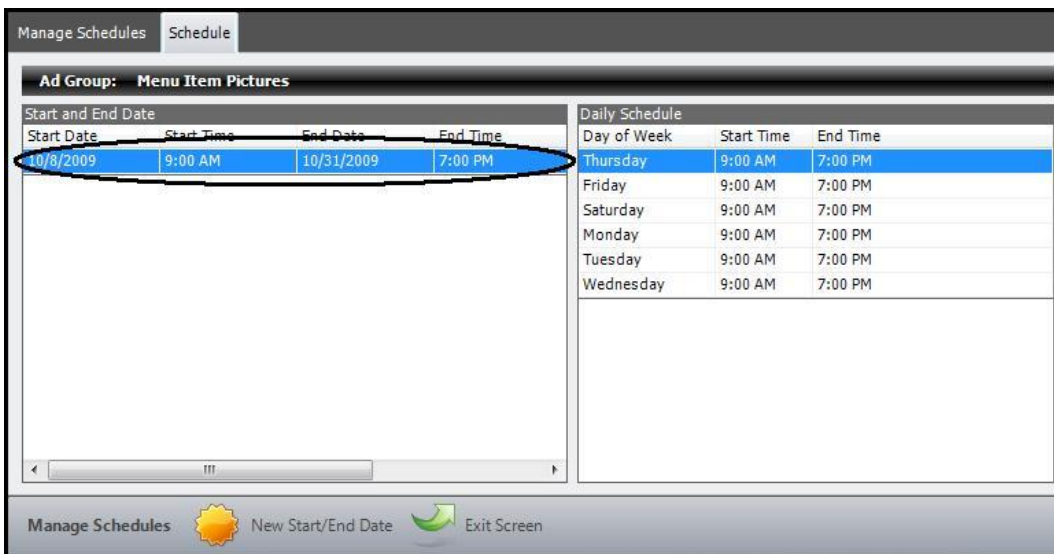 Manage Schedules Schedule
Ad Group: Menu Item Pictures
Start and End Date
Start Date Start Time End Date End Time
10/8/2009 9:00 AM 10/31/2009 7:00 PM
Daily Schedule
Day of Week Start Time End Time
Thursday 9:00 AM 7:00 PM
Friday 9:00 AM 7:00 PM
Saturday 9:00 AM 7:00 PM
Monday 9:00 AM 7:00 PM
Tuesday 9:00 AM 7:00 PM
Wednesday 9:00 AM 7:00 PM
Manage Schedules New Start/End Date Exit Screen